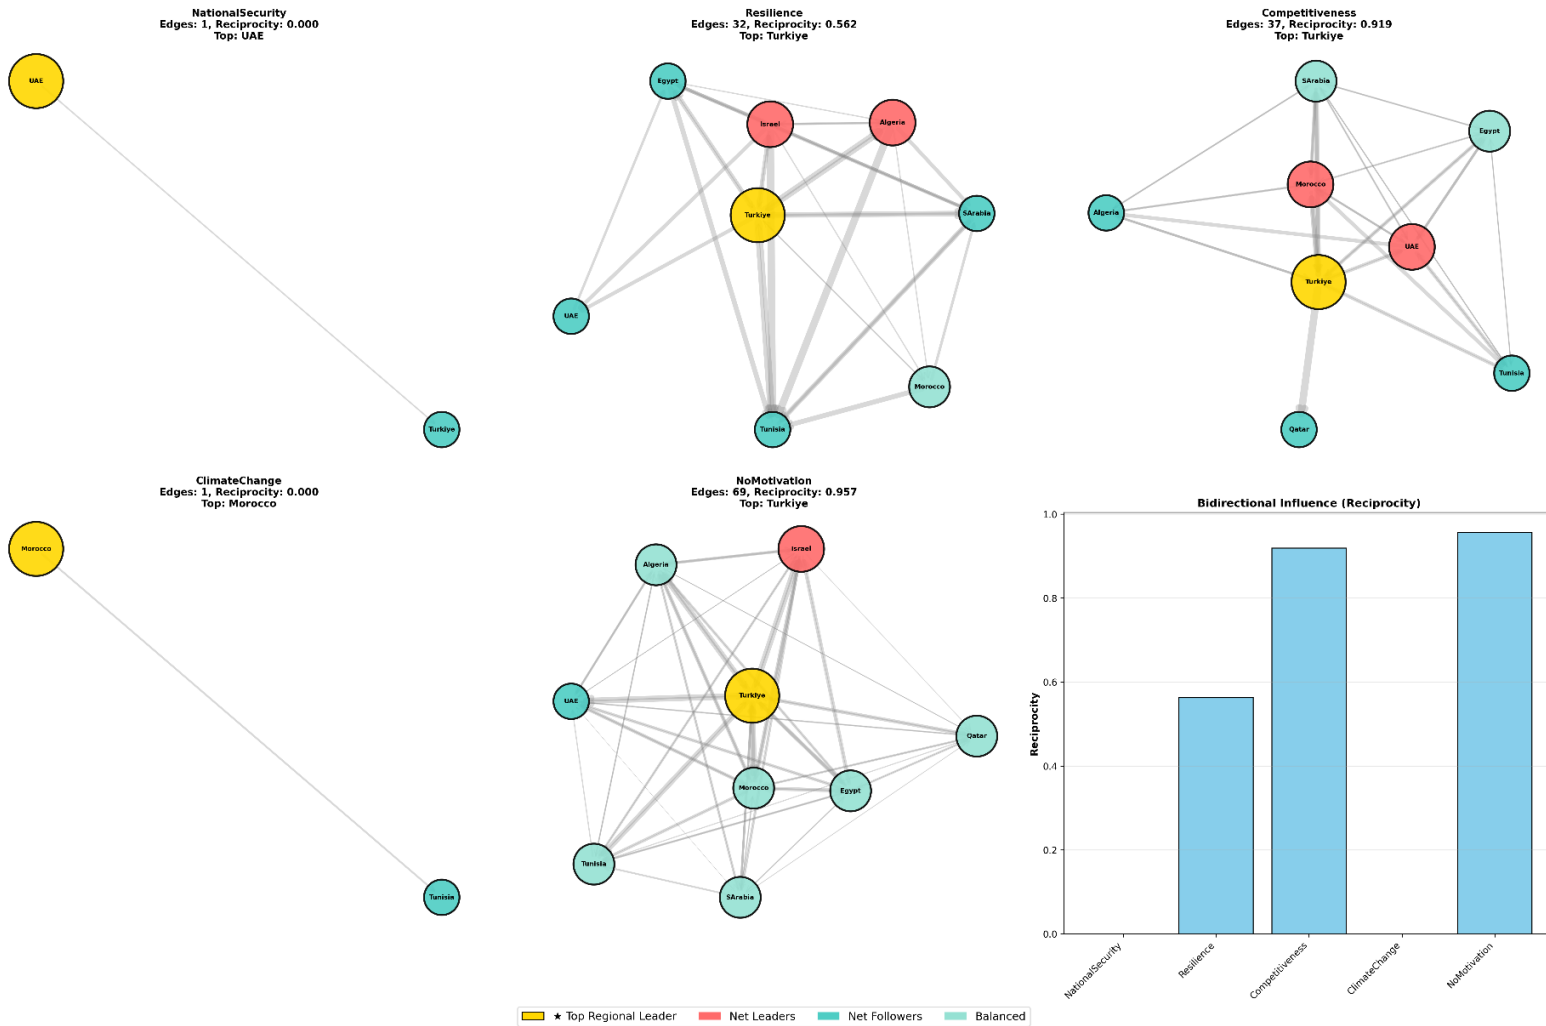 NationalSecurity
Edges: 1, Reciprocity: 0.000
Top: UAE
UAE
Turkiye
Resilience
Edges: 32, Reciprocity: 0.562
Top: Turkiye
Egypt
Israel
Algeria
Turkiye
SArabia
UAE
Morocco
Tunisia
Competitiveness
Edges: 37, Reciprocity: 0.919
Top: Turkiye
SArabia
Egypt
Morocco
Algeria
UAE
Turkiye
Tunisia
Qatar
ClimateChange
Edges: 1, Reciprocity: 0.000
Top: Morocco
Morocco
Tunisia
NoMotivation
Edges: 69, Reciprocity: 0.957
Top: Turkiye
Israel
Algeria
Turkiye
UAE
Qatar
Morocco
Egypt
Tunisia
SArabia
Bidirectional Influence (Reciprocity)
Reciprocity
1.0
0.8
0.6
0.4
0.2
0.0
NationalSecurity
Resilience
Competitiveness
ClimateChange
NoMotivation
★ Top Regional Leader
Net Leaders
Net Followers
Balanced